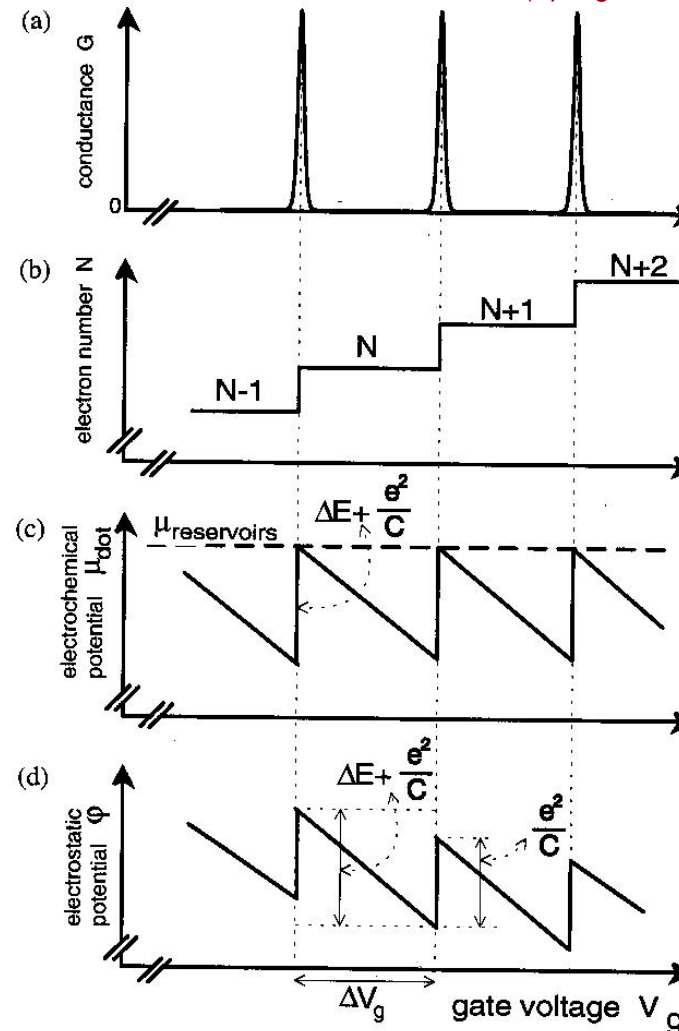 (a)
conductance G
0
(b)
electron number N
N-1
N
N+1
N+2
(c)
electrochemical
potential μdot
μreservoirs
ΔE+ e²/C
(d)
electrostatic
potential φ
ΔE+ e²/C
e²/C
ΔVg
gate voltage Vg